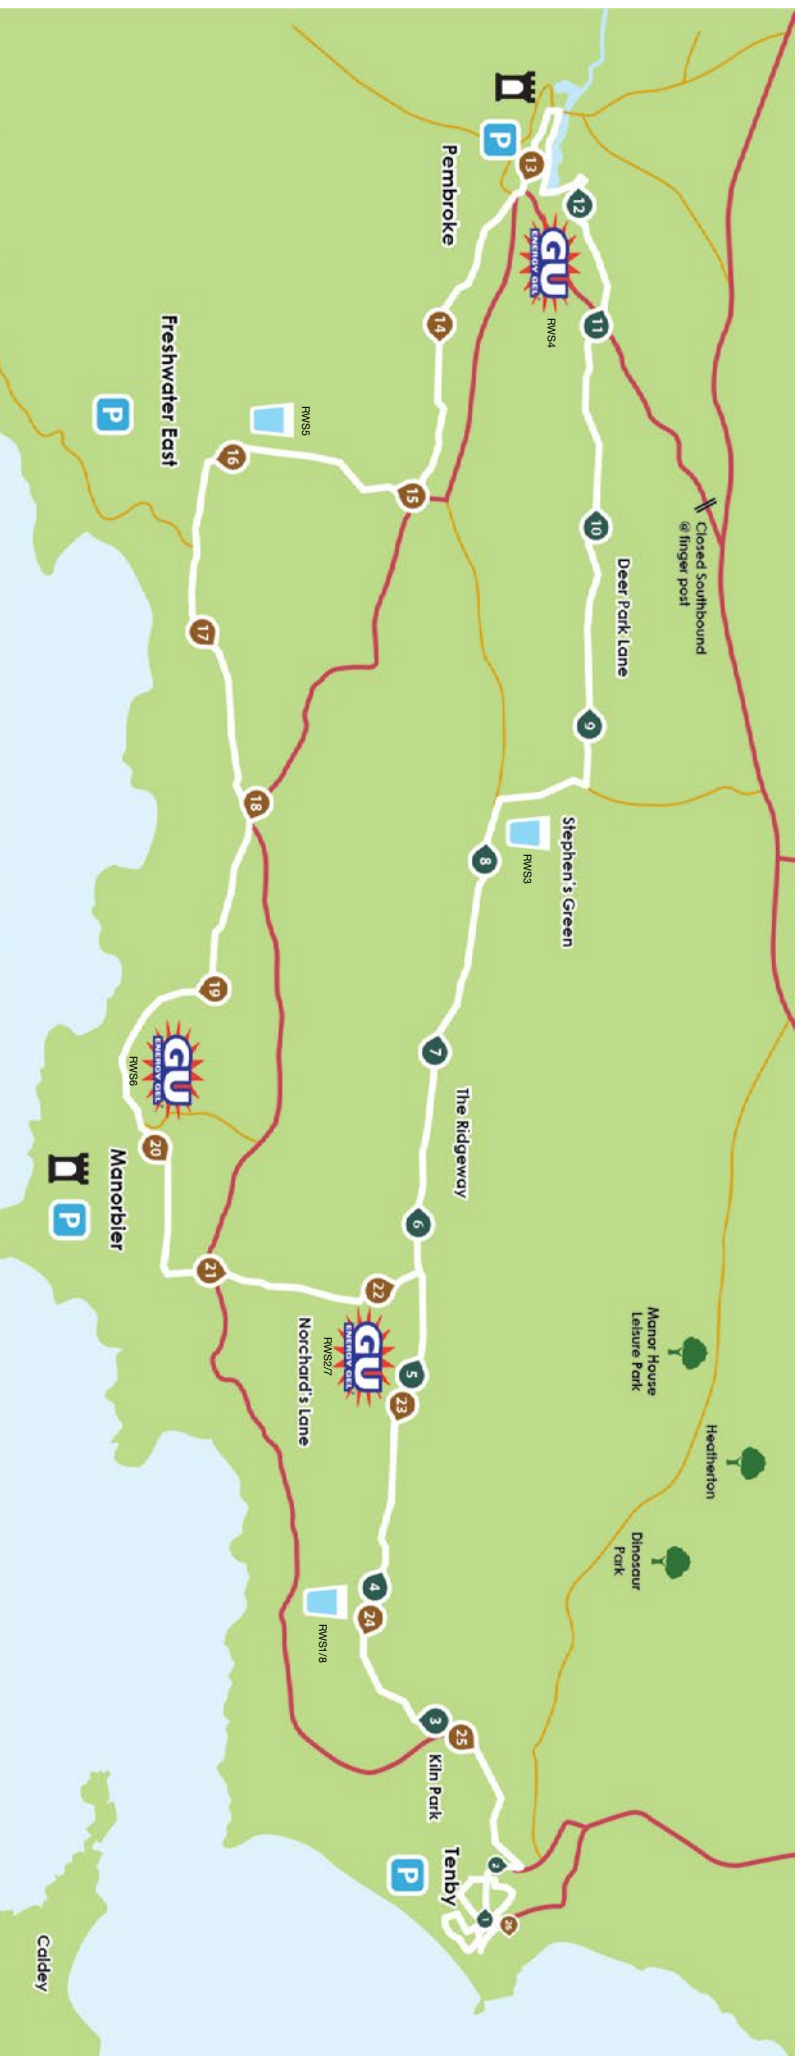 Pembroke
P
13
12
GU
ENERGY GEL
RWS4
11
14
Freshwater East
P
RWS5
16
15
10
Closed Southbound
@ finger post
Deer Park Lane
17
9
18
Stephen's Green
RWS3
8
19
GU
ENERGY GEL
RWS6
7
The Ridgeway
20
Manorbier
P
6
21
22
GU
ENERGY GEL
RWS2/7
Norchard's Lane
5
23
Manor House
Leisure Park
Heatherton
Dinosaur
Park
4
24
RWS1/8
3
25
Kiln Park
Tenby
P
2
1
26
Caldey